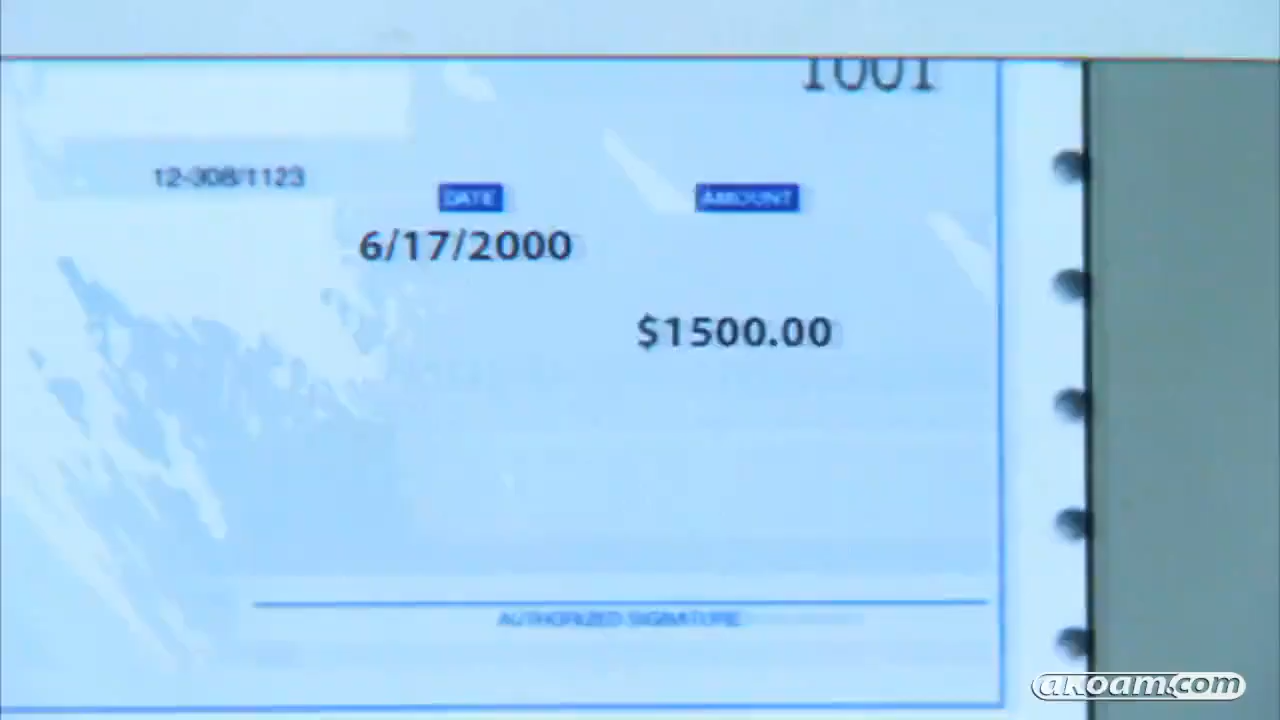 1001
12-308/1123
DATE
AMOUNT
6/17/2000
$1500.00
AUTHORIZED SIGNATURE
akoam.com